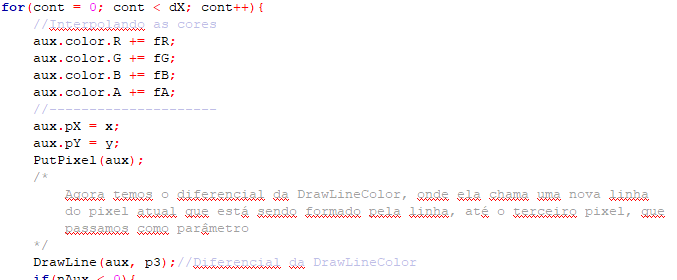 for(cont = 0; cont < dX; cont++){
//Interpolando as cores
aux.color.R += fR;
aux.color.G += fG;
aux.color.B += fB;
aux.color.A += fA;
//---------------------
aux.pX = x;
aux.pY = y;
PutPixel(aux);
/*
Agora temos o diferencial da DrawLineColor, onde ela chama uma nova linha
do pixel atual que está sendo formado pela linha, até o terceiro pixel, que
passamos como parâmetro
*/
DrawLine(aux, p3);//Diferencial da DrawLineColor
if(pAux < 0){